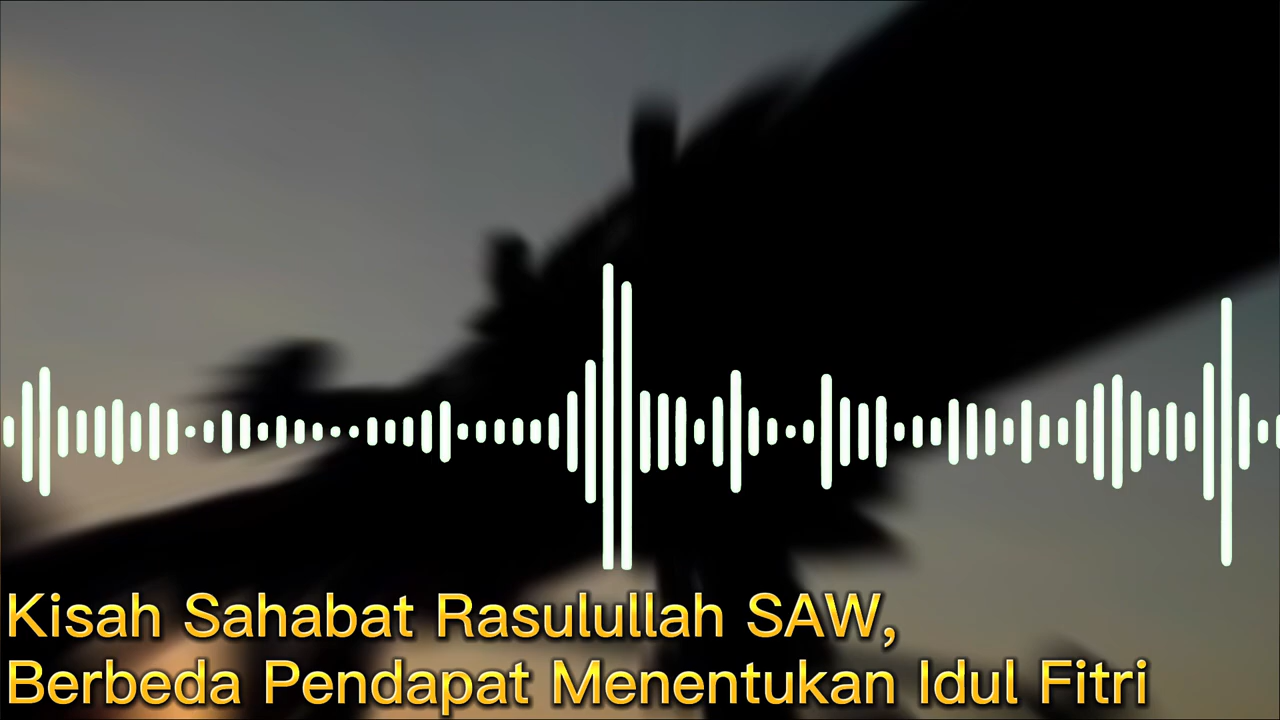 Kisah Sahabat Rasulullah SAW,
Berbeda Pendapat Menentukan Idul Fitri